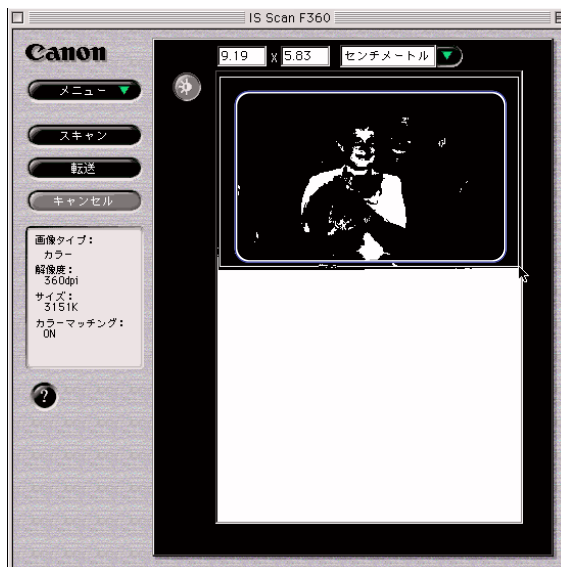 IS Scan F360
Canon
9.19 x 5.83 センチメートル
メニュー
スキャン
転送
キャンセル
画像タイプ:
カラー
解像度:
360dpi
サイズ:
3151K
カラーマッチング:
ON
?